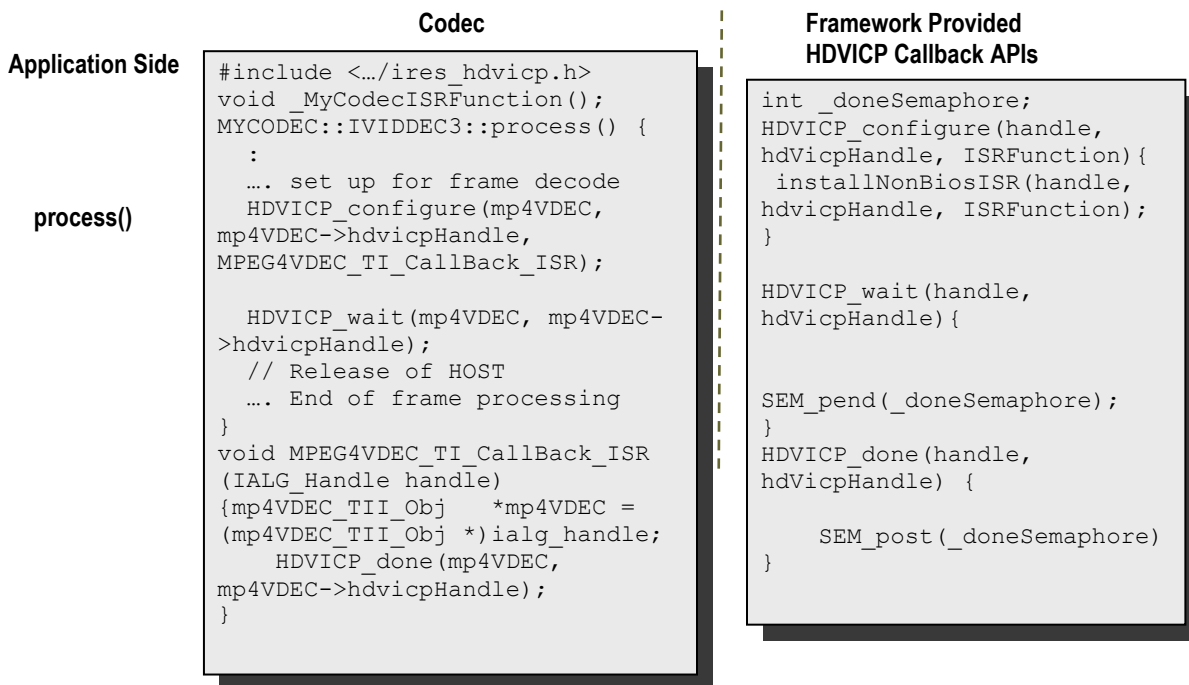 Codec
Framework Provided
HDVICP Callback APIs
Application Side
process()
#include <…/ires_hdvicp.h>
void _MyCodecISRFunction();
MYCODEC::IVIDDEC3::process() {
:
…. set up for frame decode
HDVICP_configure(mp4VDEC,
mp4VDEC->hdvicpHandle,
MPEG4VDEC_TI_CallBack_ISR);
HDVICP_wait(mp4VDEC, mp4VDEC-
>hdvicpHandle);
// Release of HOST
…. End of frame processing
}
void MPEG4VDEC_TI_CallBack_ISR
(IALG_Handle handle)
{mp4VDEC_TII_Obj   *mp4VDEC =
(mp4VDEC_TII_Obj *)ialg_handle;
HDVICP_done(mp4VDEC,
mp4VDEC->hdvicpHandle);
}
int _doneSemaphore;
HDVICP_configure(handle,
hdVicpHandle, ISRFunction){
installNonBiosISR(handle,
hdvicpHandle, ISRFunction);
}
HDVICP_wait(handle,
hdVicpHandle){
SEM_pend(_doneSemaphore);
}
HDVICP_done(handle,
hdVicpHandle) {
SEM_post(_doneSemaphore)
}